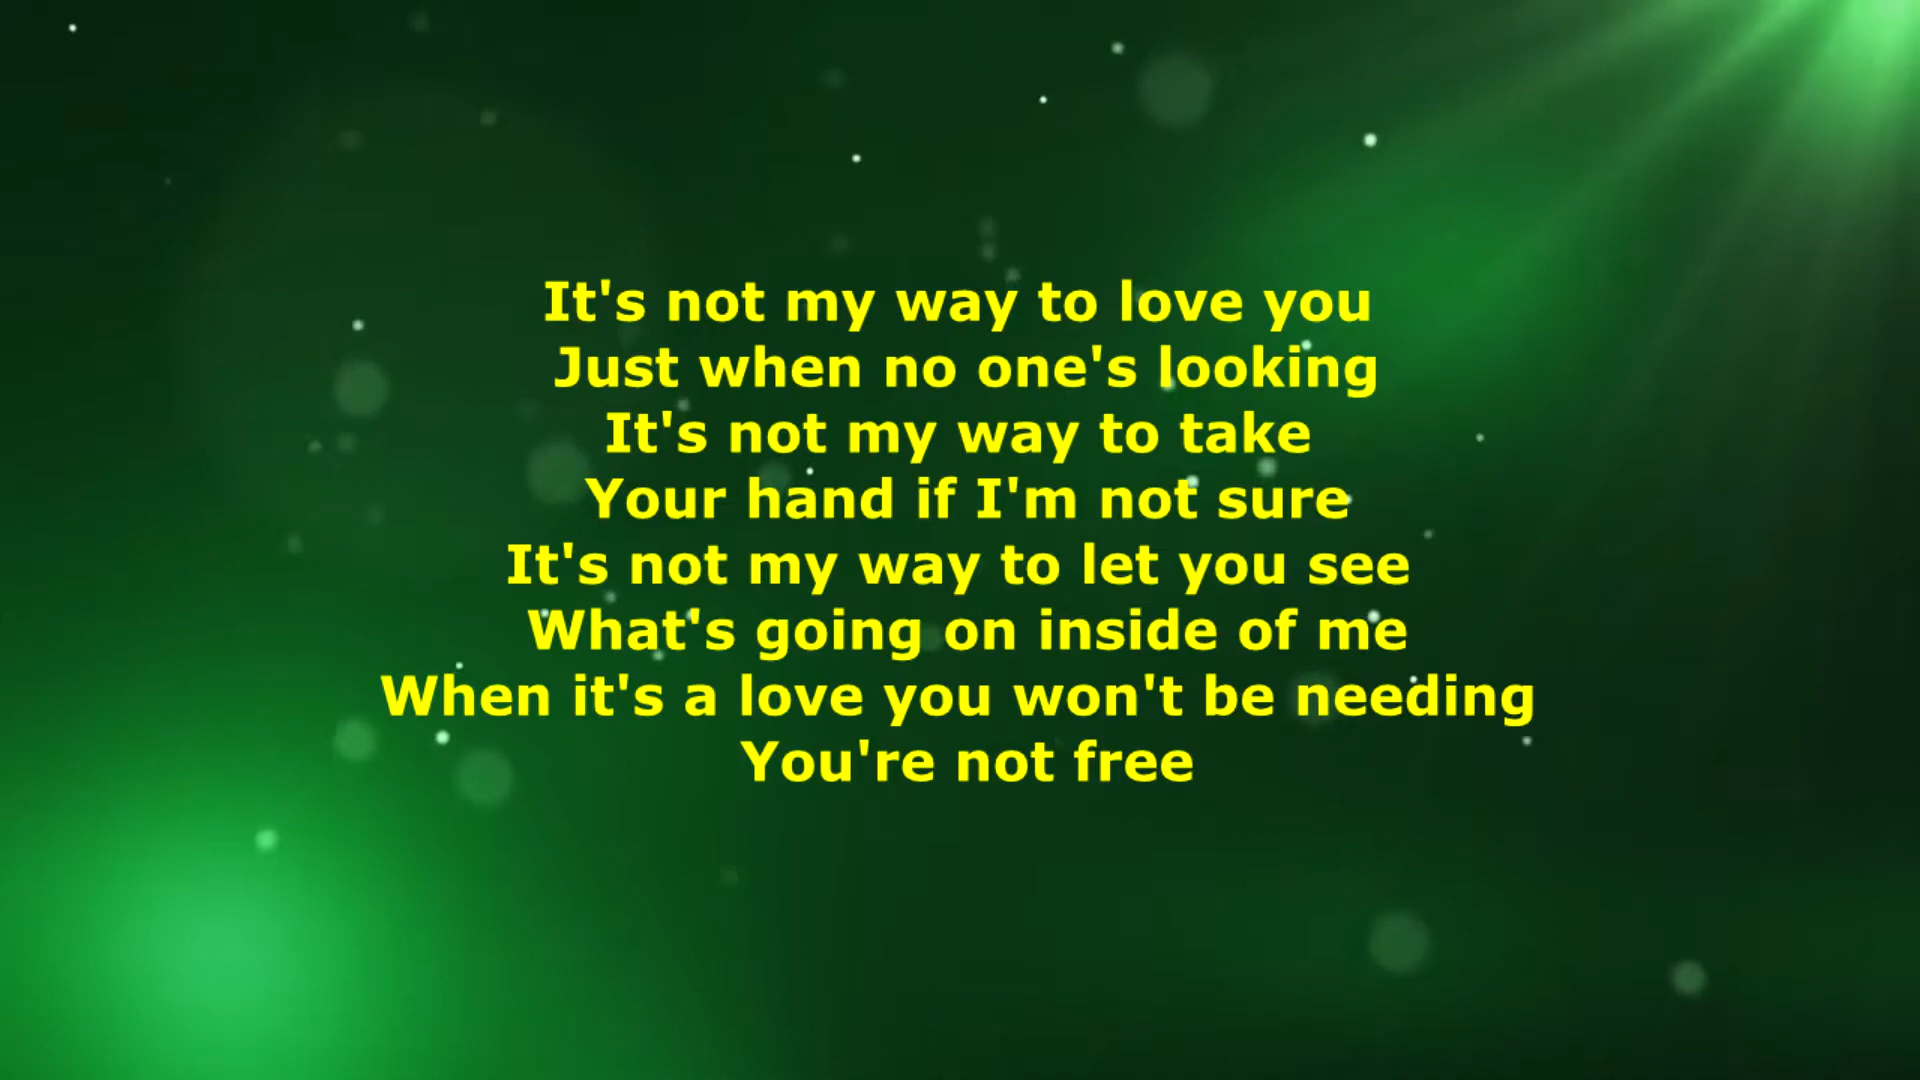 It's not my way to love you
Just when no one's looking
It's not my way to take
Your hand if I'm not sure
It's not my way to let you see
What's going on inside of me
When it's a love you won't be needing
You're not free